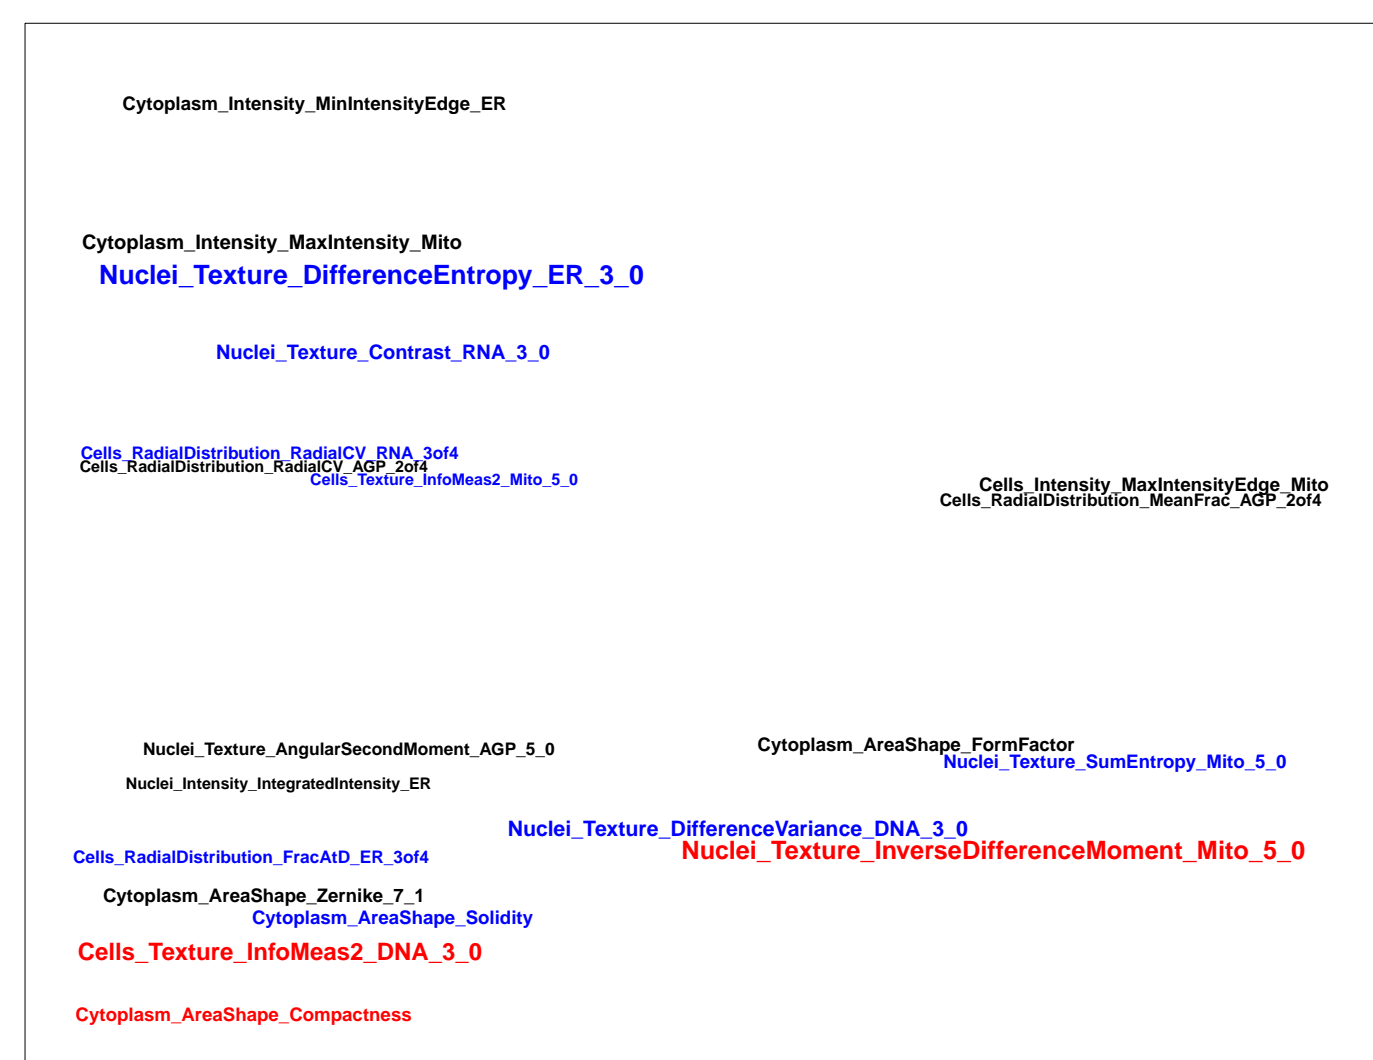 Cytoplasm_Intensity_MinIntensityEdge_ER
Cytoplasm_Intensity_MaxIntensity_Mito
Nuclei_Texture_DifferenceEntropy_ER_3_0
Nuclei_Texture_Contrast_RNA_3_0
Cells_RadialDistribution_RadialCV_RNA_3of4
Cells_RadialDistribution_RadialCV_AGP_2of4
Cells_Texture_InfoMeas2_Mito_5_0
Cells_Intensity_MaxIntensityEdge_Mito
Cells_RadialDistribution_MeanFrac_AGP_2of4
Cytoplasm_AreaShape_FormFactor
Nuclei_Texture_AngularSecondMoment_AGP_5_0
Nuclei_Texture_SumEntropy_Mito_5_0
Nuclei_Intensity_IntegratedIntensity_ER
Nuclei_Texture_DifferenceVariance_DNA_3_0
Nuclei_Texture_InverseDifferenceMoment_Mito_5_0
Cells_RadialDistribution_FracAtD_ER_3of4
Cytoplasm_AreaShape_Zernike_7_1
Cytoplasm_AreaShape_Solidity
Cells_Texture_InfoMeas2_DNA_3_0
Cytoplasm_AreaShape_Compactness